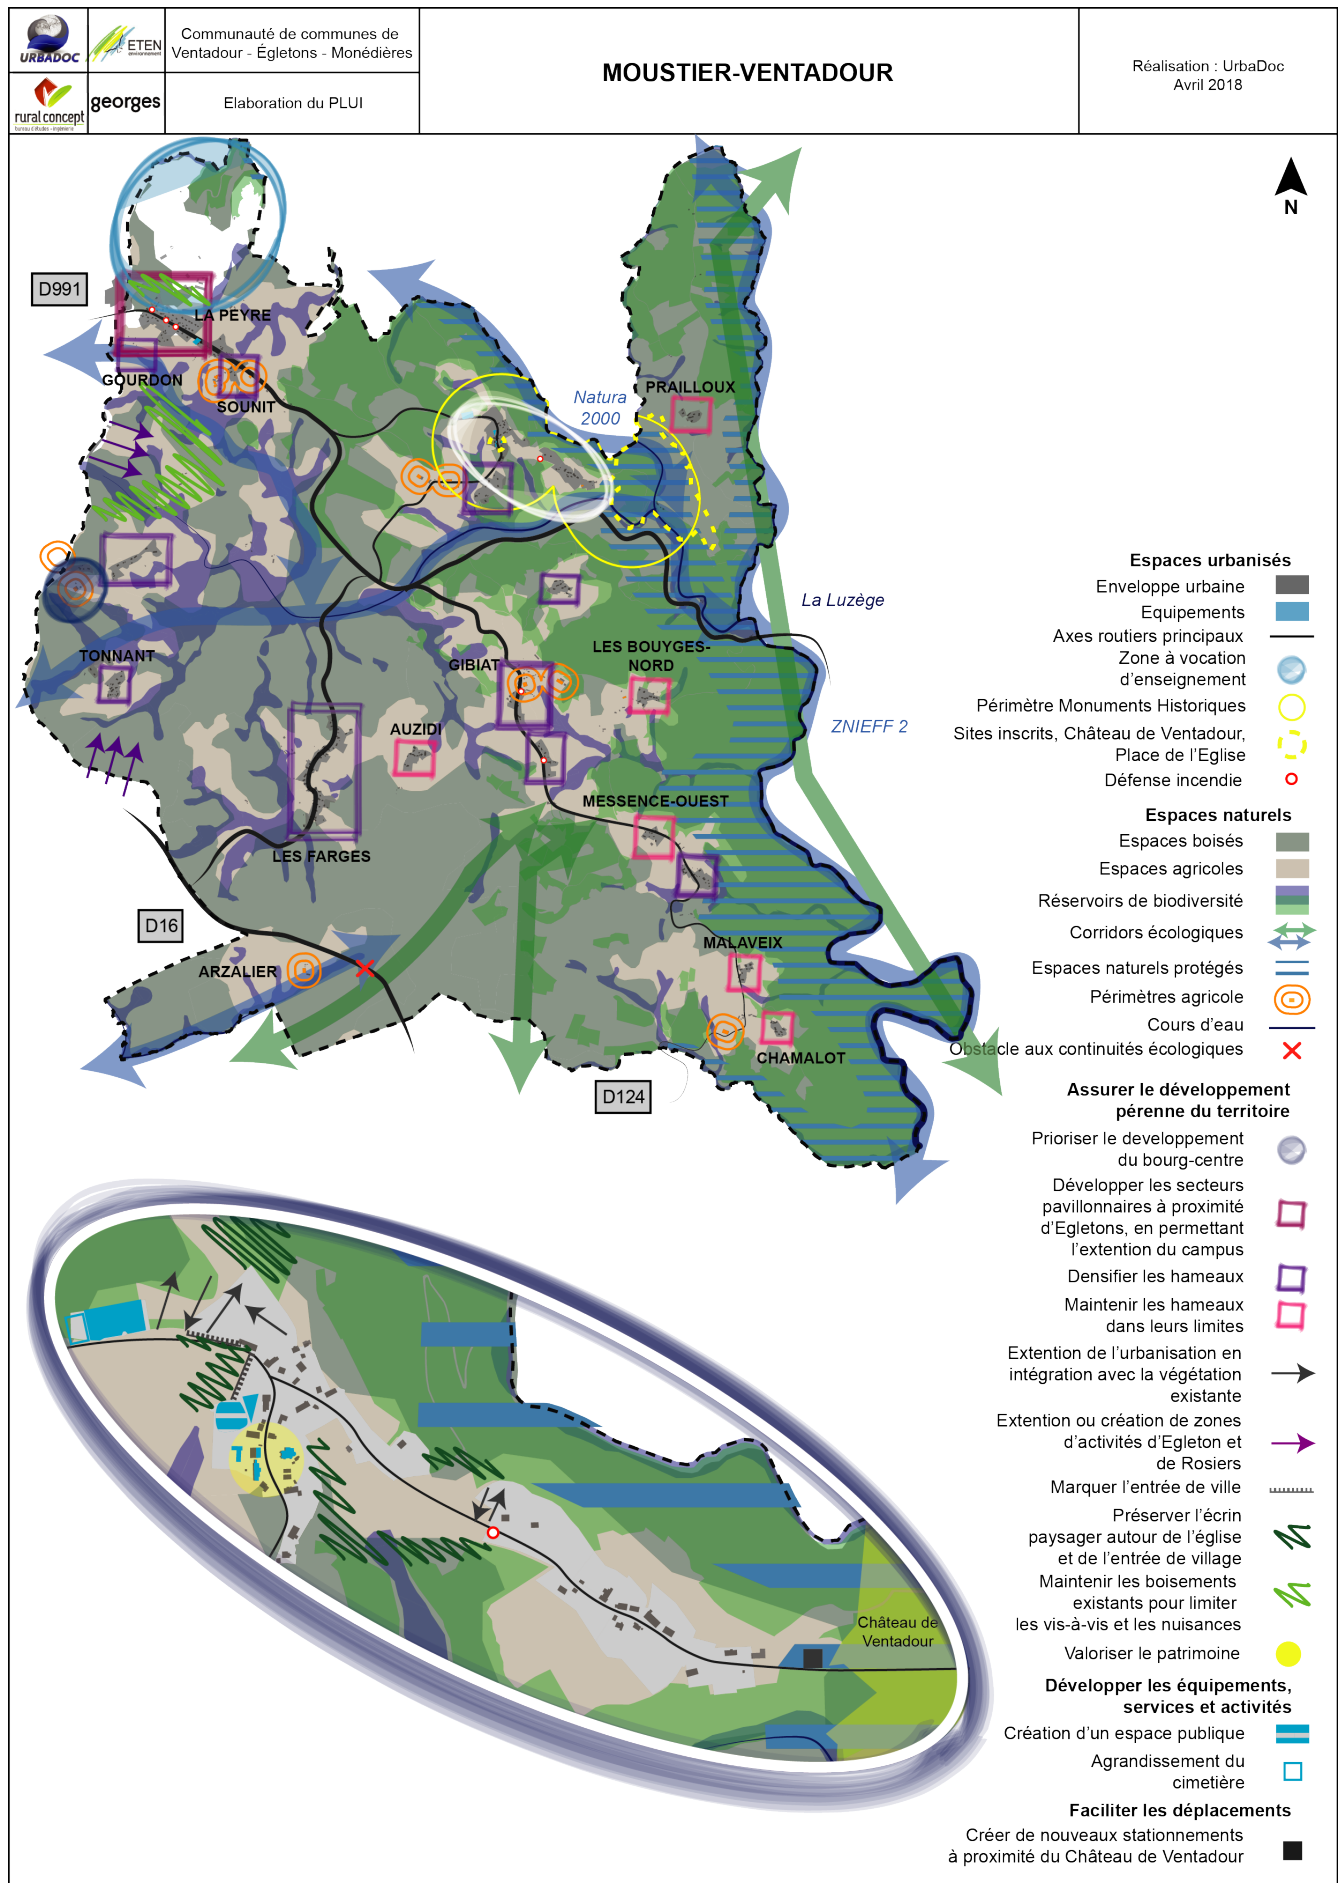 URBADOC
ETEN
environnement
Communauté de communes de
Ventadour - Égletons - Monédières
rural concept
bureau d'études - ingénierie
georges
Elaboration du PLUI
MOUSTIER-VENTADOUR
Réalisation : UrbaDoc
Avril 2018
N
D991
LA PEYRE
GOURDON
SOUNIT
Natura
2000
PRAILLOUX
La Luzège
TONNANT
GIBIAT
LES BOUYGES-
NORD
ZNIEFF 2
AUZIDI
MESSENCE-OUEST
LES FARGES
D16
MALAVEIX
ARZALIER
CHAMALOT
D124
Château de
Ventadour
Espaces urbanisés
Enveloppe urbaine
Equipements
Axes routiers principaux
Zone à vocation
d'enseignement
Périmètre Monuments Historiques
Sites inscrits, Château de Ventadour,
Place de l'Eglise
Défense incendie
Espaces naturels
Espaces boisés
Espaces agricoles
Réservoirs de biodiversité
Corridors écologiques
Espaces naturels protégés
Périmètres agricole
Cours d'eau
Obstacle aux continuités écologiques
Assurer le développement
pérenne du territoire
Prioriser le developpement
du bourg-centre
Développer les secteurs
pavillonnaires à proximité
d'Egletons, en permettant
l'extention du campus
Densifier les hameaux
Maintenir les hameaux
dans leurs limites
Extention de l'urbanisation en
intégration avec la végétation
existante
Extention ou création de zones
d'activités d'Egleton et
de Rosiers
Marquer l'entrée de ville
Préserver l'écrin
paysager autour de l'église
et de l'entrée de village
Maintenir les boisements
existants pour limiter
les vis-à-vis et les nuisances
Valoriser le patrimoine
Développer les équipements,
services et activités
Création d'un espace publique
Agrandissement du
cimetière
Faciliter les déplacements
Créer de nouveaux stationnements
à proximité du Château de Ventadour